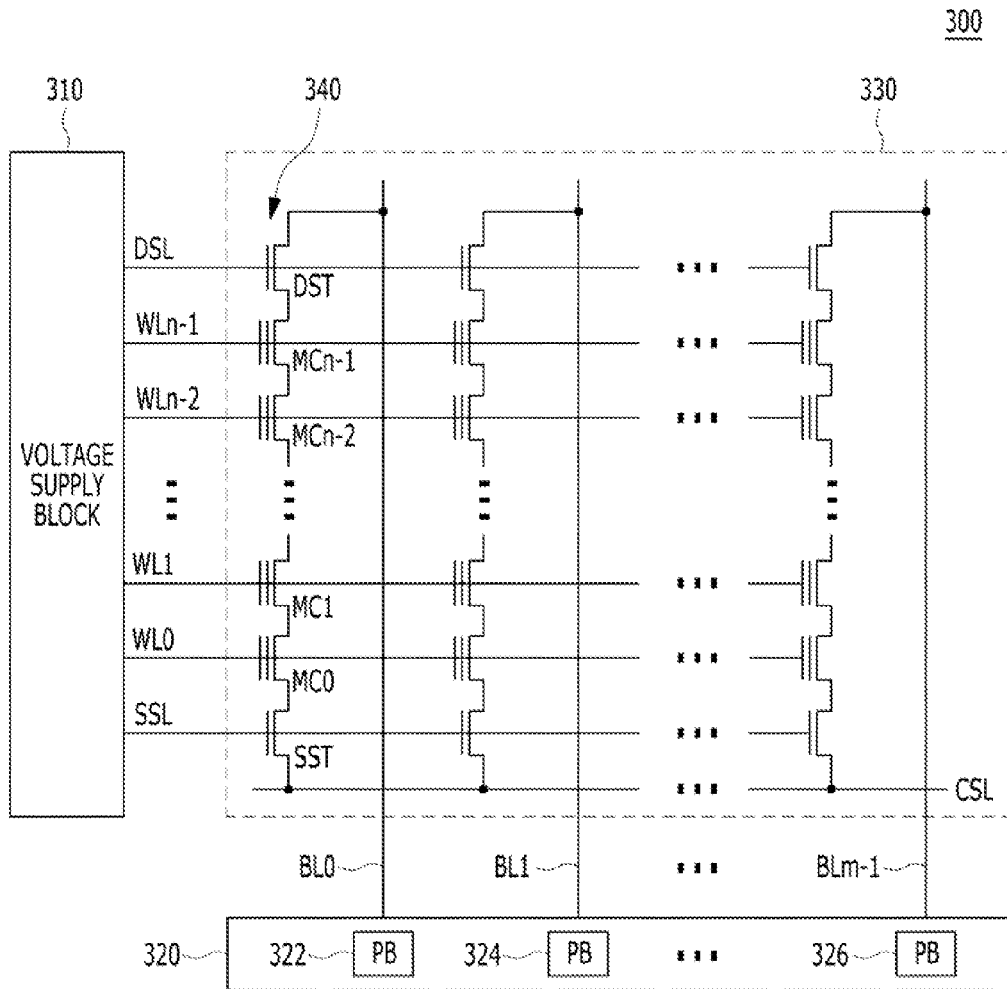 300
310
340
330
DSL
DST
WLn-1
MCn-1
WLn-2
MCn-2
VOLTAGE
SUPPLY
BLOCK
WL1
MC1
WL0
MC0
SSL
SST
CSL
BL0
BL1
BLm-1
320
322
PB
324
PB
326
PB